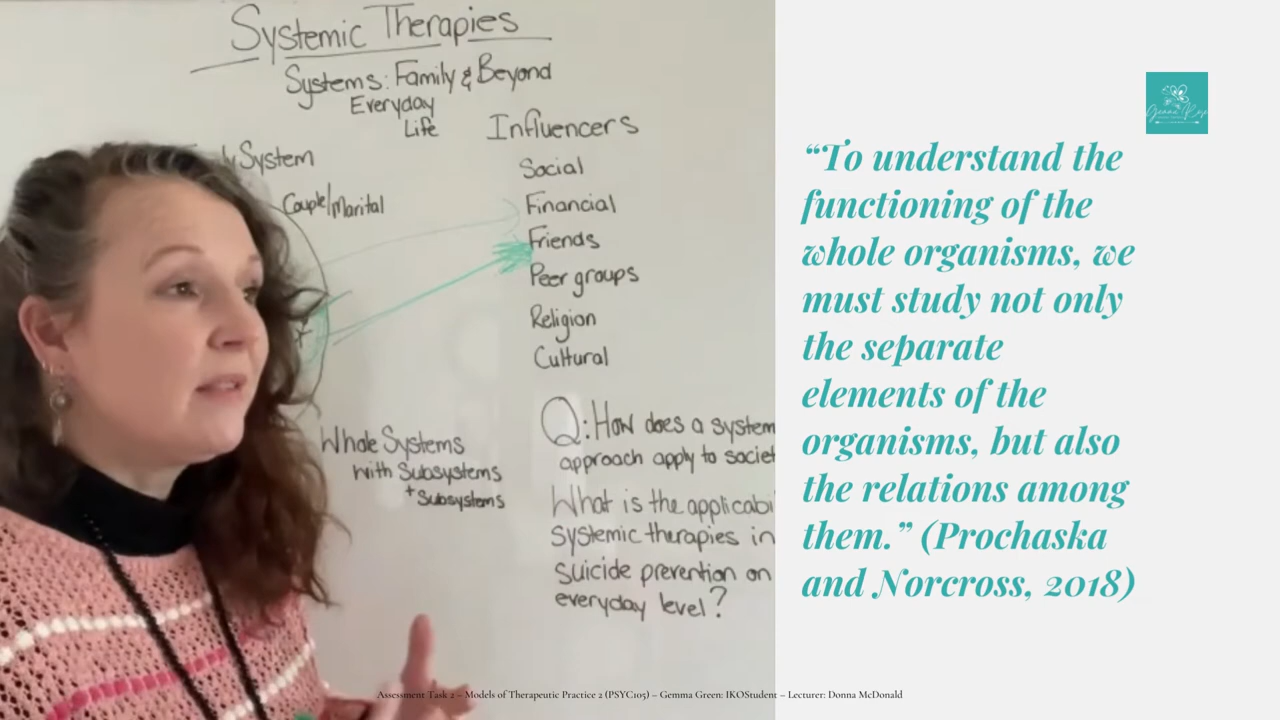 Systemic Therapies
Systems: Family & Beyond
Everyday
Life
Influencers
System
Couple/Marital
Social
Financial
Friends
Peer groups
Religion
Cultural
Whole Systems
with Subsystems
+ Subsystems
Q: How does a system
approach apply to societ
What is the applicabi
systemic therapies in
suicide prevention on
everyday level?
“To understand the
functioning of the
whole organisms, we
must study not only
the separate
elements of the
organisms, but also
the relations among
them.” (Prochaska
and Norcross, 2018)
Assessment Task 2 – Models of Therapeutic Practice 2 (PSYC105) – Gemma Green: IKOStudent – Lecturer: Donna McDonald